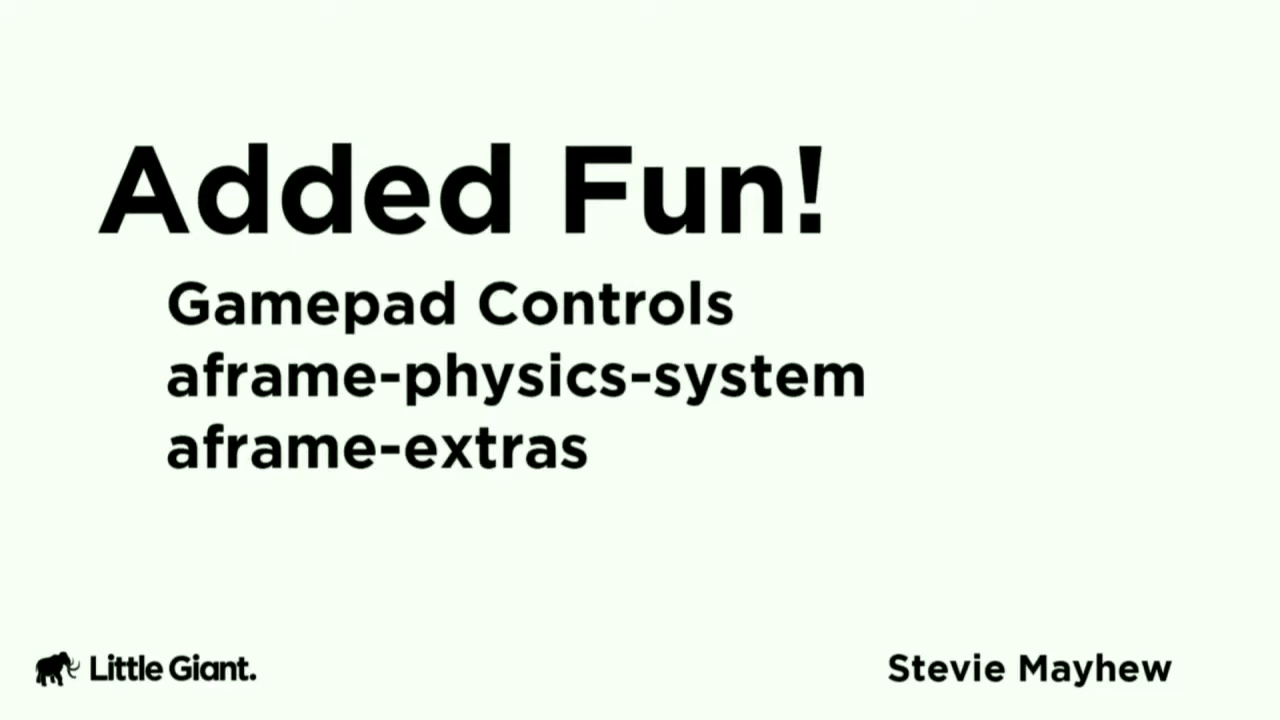 Added Fun!
Gamepad Controls
aframe-physics-system
aframe-extras
Little Giant.
Stevie Mayhew